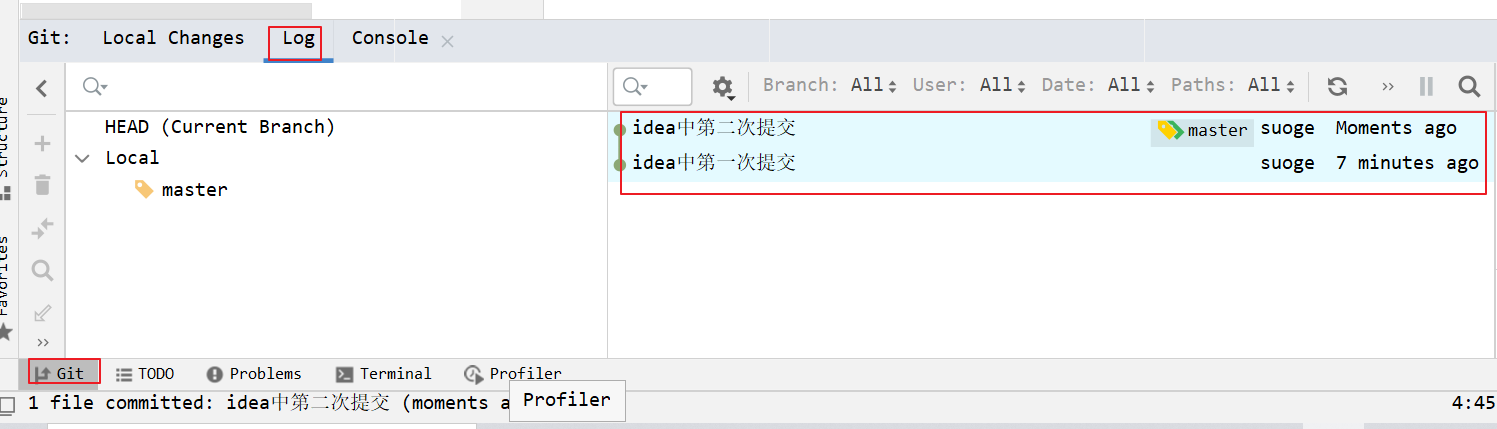 Git: Local Changes Log Console
Branch: All User: All Date: All Paths: All
HEAD (Current Branch)
Local
master
idea中第二次提交 master suoge Moments ago
idea中第一次提交 suoge 7 minutes ago
Structure
Favorites
Git TODO Problems Terminal Profiler
1 file committed: idea中第二次提交 (moments a
Profiler
4:45